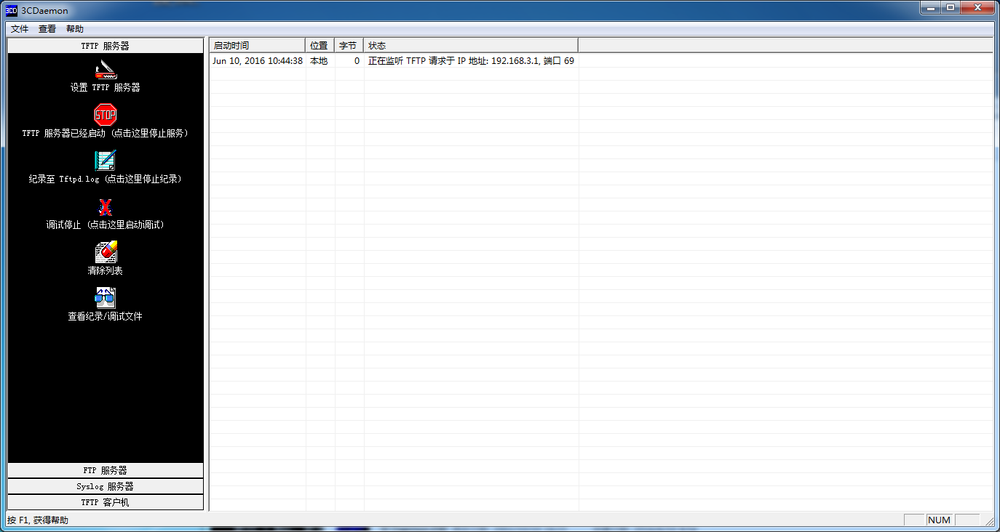 3CD 3CDaemon
文件 查看 帮助
TFTP 服务器
设置 TFTP 服务器
STOP
TFTP 服务器已经启动 (点击这里停止服务)
纪录至 Tftpd.log (点击这里停止纪录)
调试停止 (点击这里启动调试)
清除列表
查看纪录/调试文件
FTP 服务器
Syslog 服务器
TFTP 客户机
启动时间 位置 字节 状态
Jun 10, 2016 10:44:38 本地 0 正在监听 TFTP 请求于 IP 地址: 192.168.3.1, 端口 69
按 F1, 获得帮助
NUM